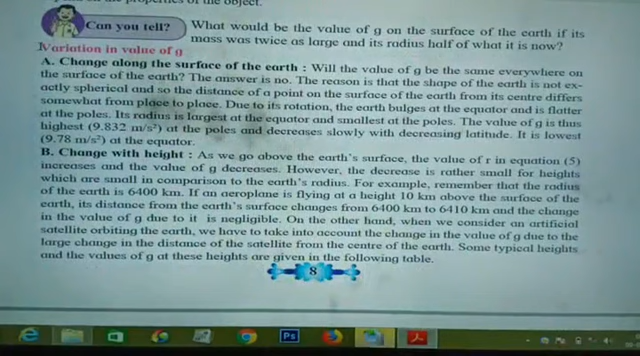 Can you tell?
What would be the value of g on the surface of the earth if its
mass was twice as large and its radius half of what it is now?
Variation in value of g
A. Change along the surface of the earth : Will the value of g be the same everywhere on
the surface of the earth? The answer is no. The reason is that the shape of the earth is not ex-
actly spherical and so the distance of a point on the surface of the earth from its centre differs
somewhat from place to place. Due to its rotation, the earth bulges at the equator and is flatter
at the poles. Its radius is largest at the equator and smallest at the poles. The value of g is thus
highest (9.832 m/s²) at the poles and decreases slowly with decreasing latitude. It is lowest
(9.78 m/s²) at the equator.
B. Change with height : As we go above the earth's surface, the value of r in equation (5)
increases and the value of g decreases. However, the decrease is rather small for heights
which are small in comparison to the earth's radius. For example, remember that the radius
of the earth is 6400 km. If an aeroplane is flying at a height 10 km above the surface of the
earth, its distance from the earth's surface changes from 6400 km to 6410 km and the change
in the value of g due to it is negligible. On the other hand, when we consider an artificial
satellite orbiting the earth, we have to take into account the change in the value of g due to the
large change in the distance of the satellite from the centre of the earth. Some typical heights
and the values of g at these heights are given in the following table.
8
Ps